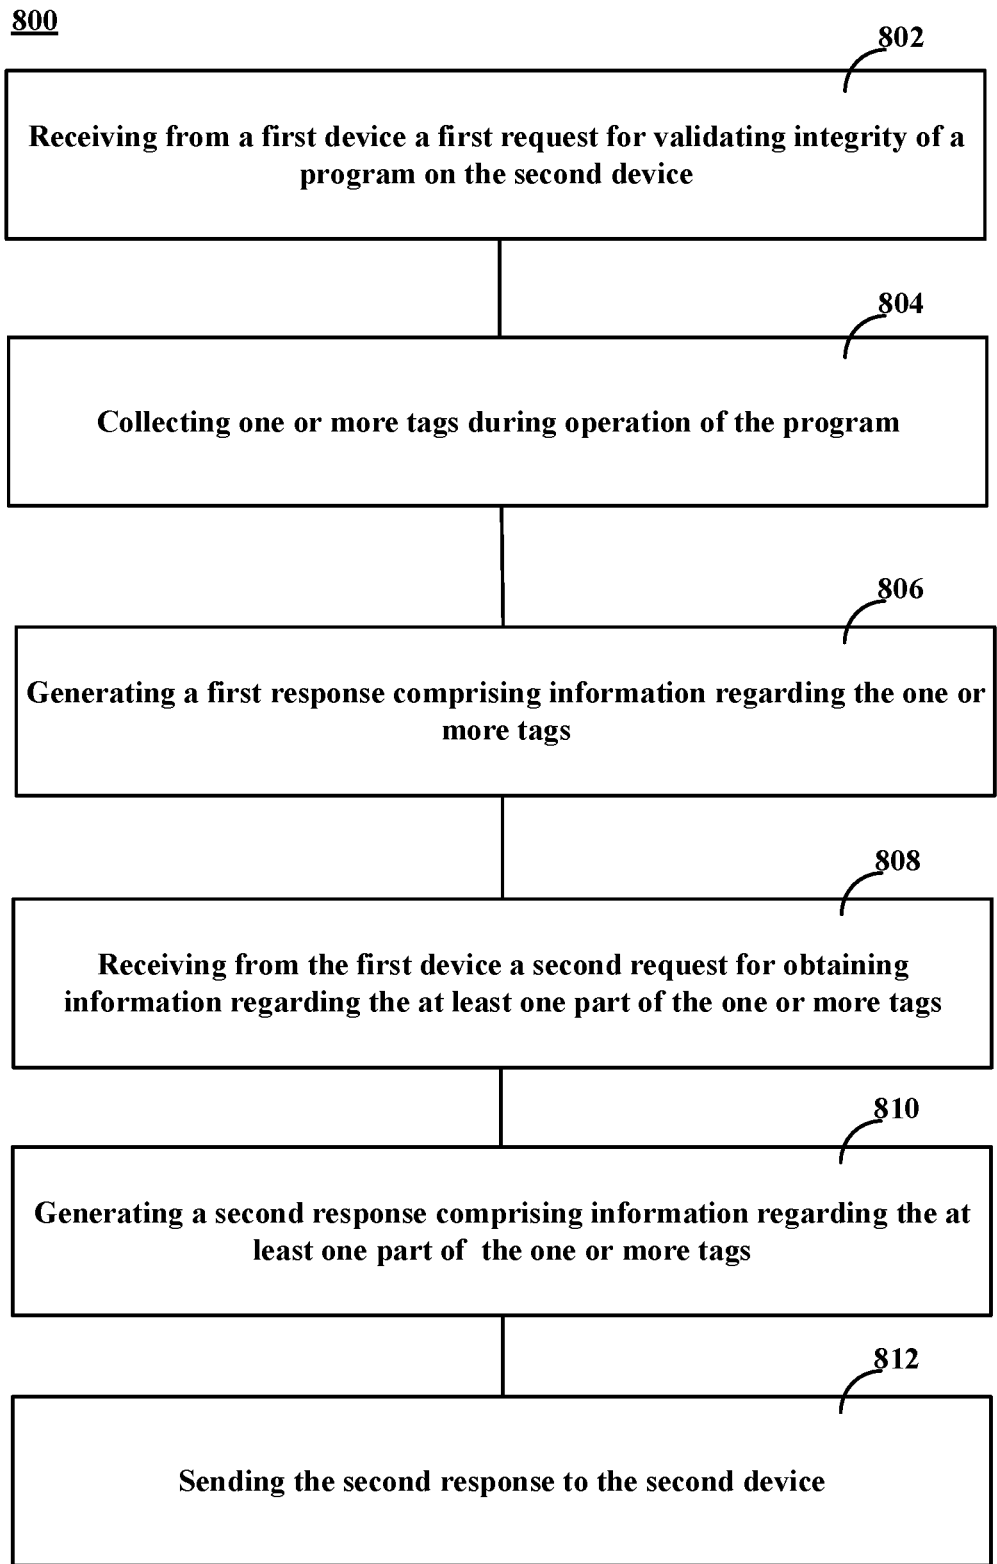 800
802
Receiving from a first device a first request for validating integrity of a
program on the second device
804
Collecting one or more tags during operation of the program
806
Generating a first response comprising information regarding the one or
more tags
808
Receiving from the first device a second request for obtaining
information regarding the at least one part of the one or more tags
810
Generating a second response comprising information regarding the at
least one part of  the one or more tags
812
Sending the second response to the second device